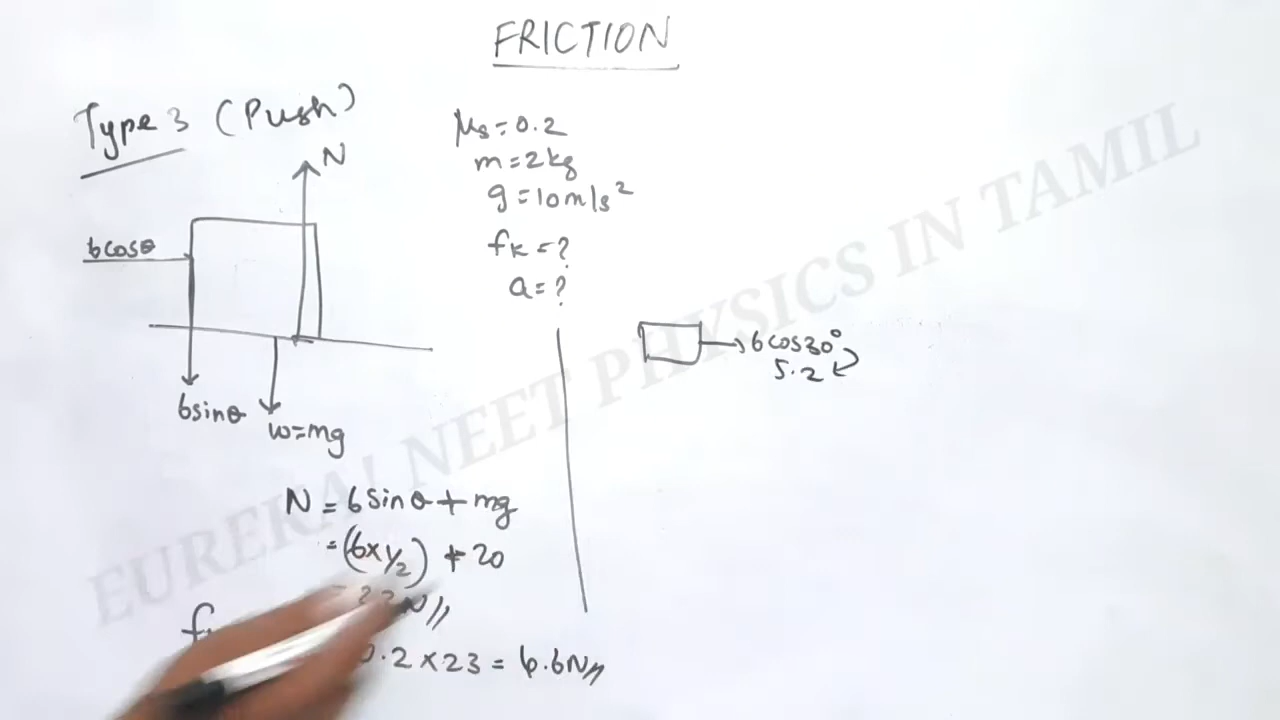 FRICTION
Type 3 (Push)
N
6cosθ
6sinθ
w=mg
μs=0.2
m=2kg
g=10m/s²
fk=?
a=?
6cos30°
5.2
N=6sinθ+mg
=(6×1/2)+20
0.2×23=6.6N//
EUREKA! NEET PHYSICS IN TAMIL